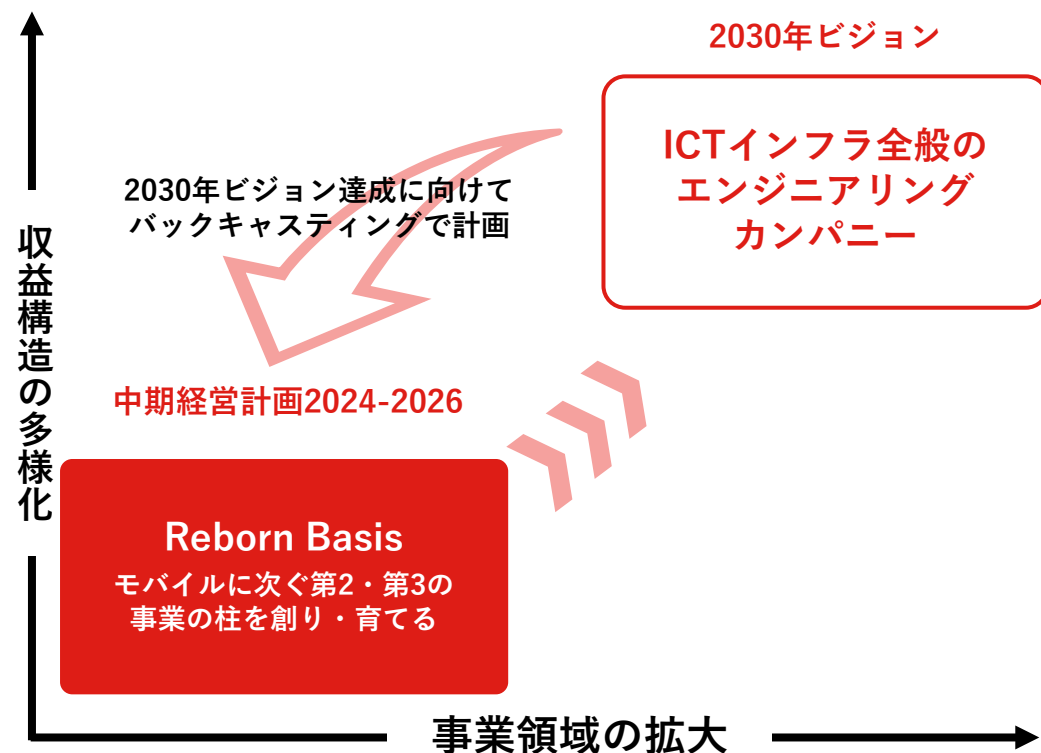 2030年ビジョン
ICTインフラ全般の
エンジニアリング
カンパニー
2030年ビジョン達成に向けて
バックキャスティングで計画
収益構造の多様化
中期経営計画2024-2026
Reborn Basis
モバイルに次ぐ第2・第3の
事業の柱を創り・育てる
事業領域の拡大